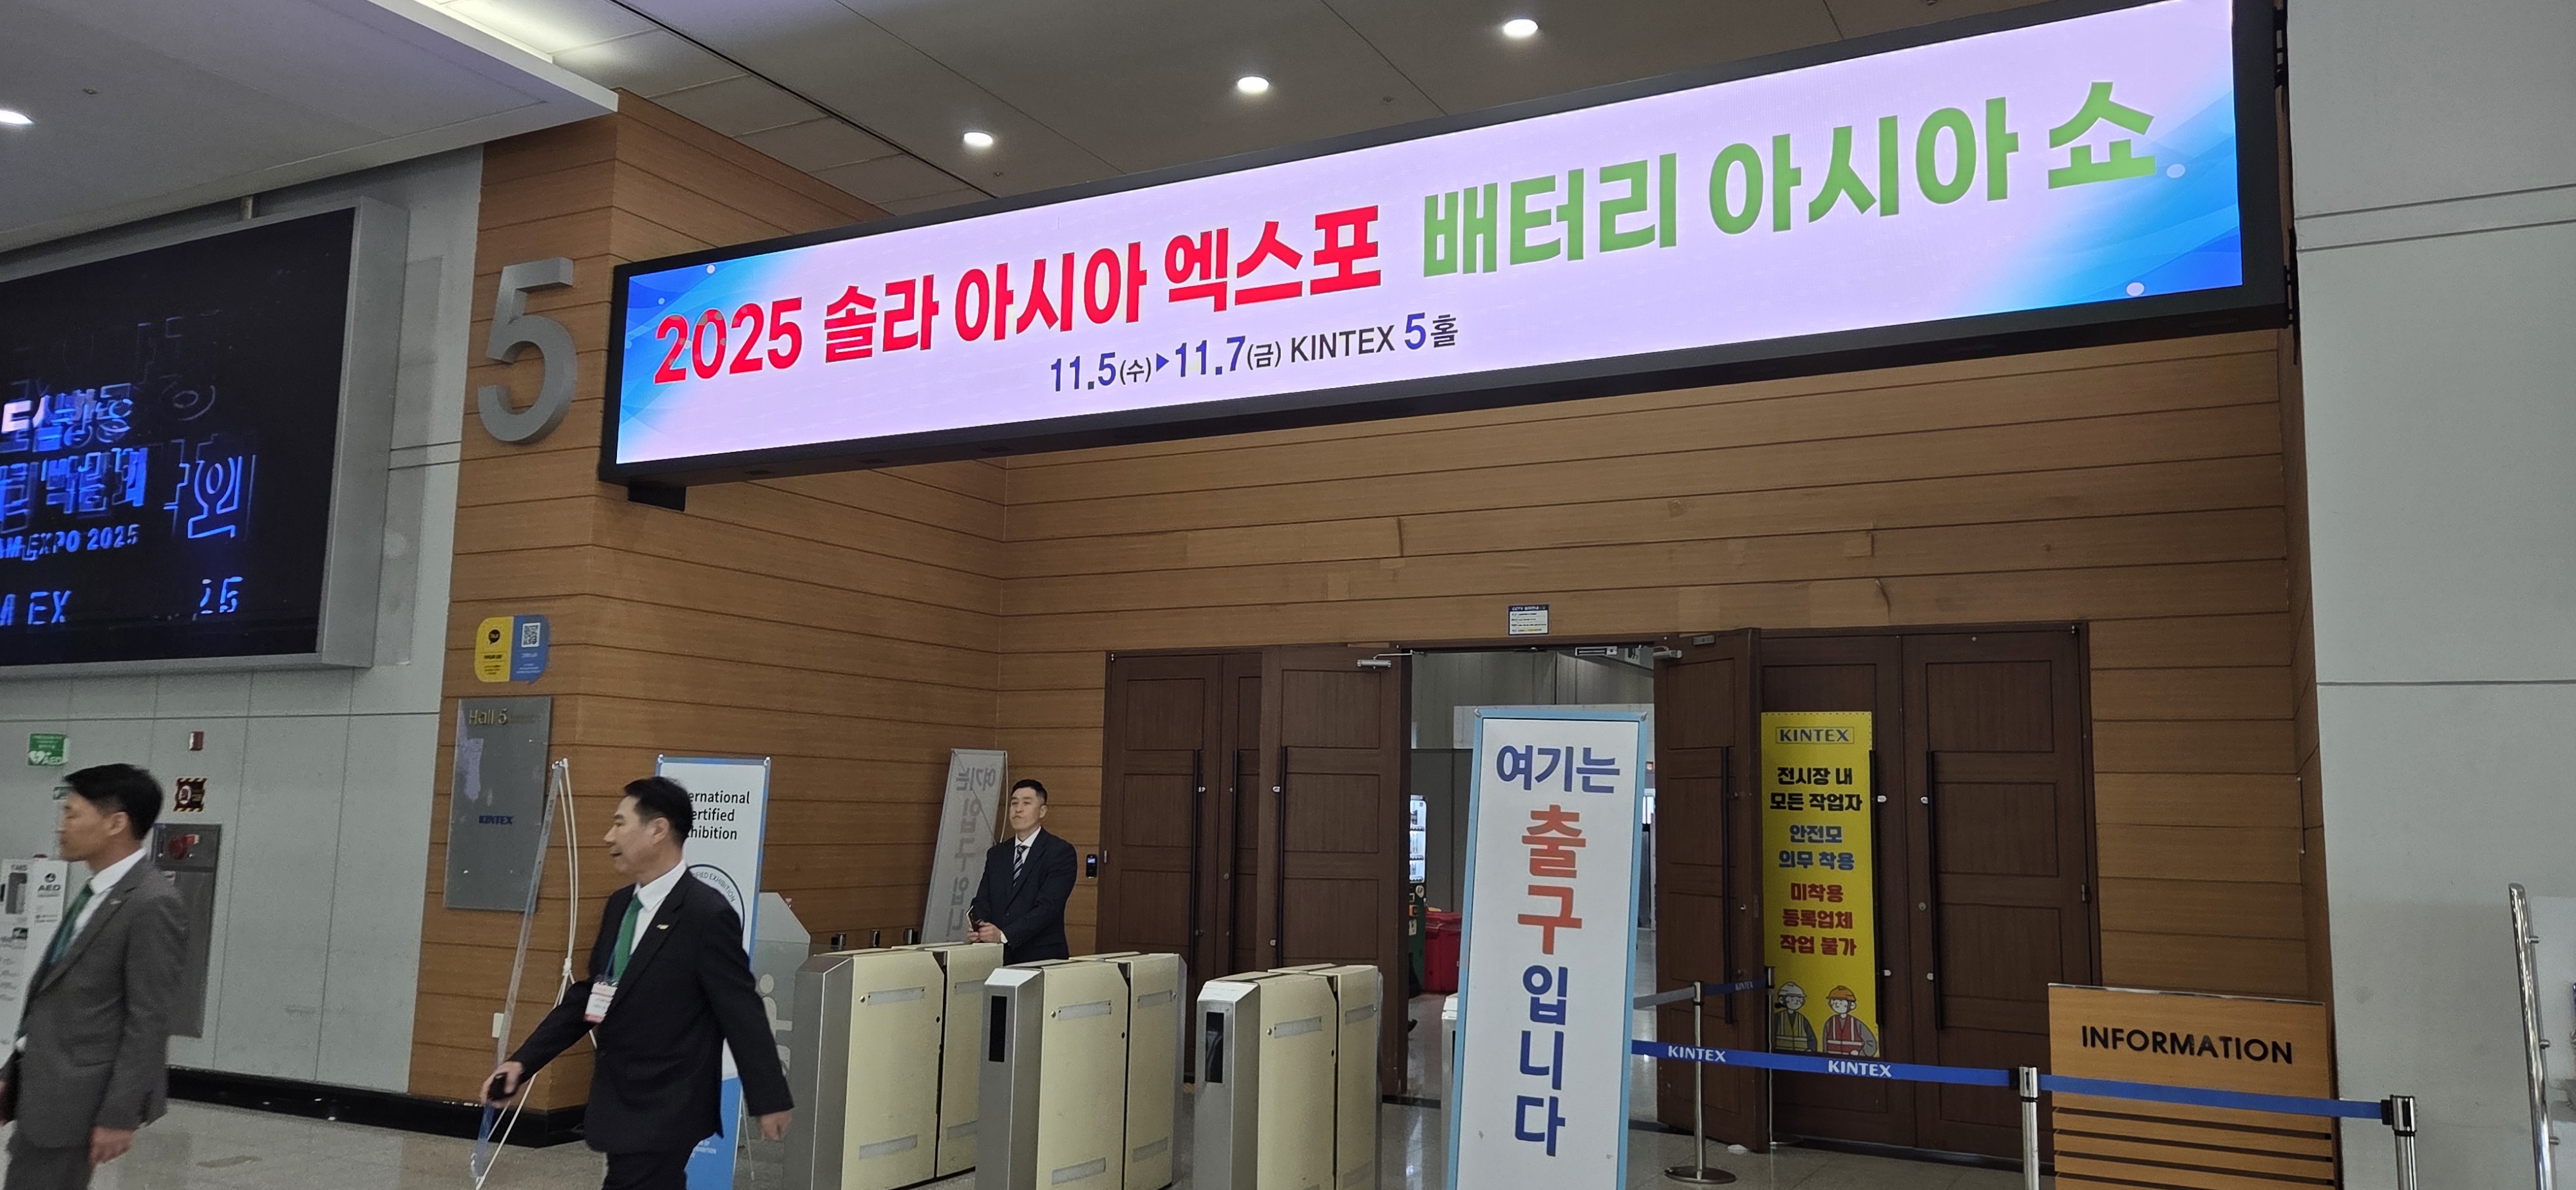 2025 솔라 아시아 엑스포 배터리 아시아 쇼
11.5(수)▶11.7(금) KINTEX 5홀
5
EXPO 2025
EX
Hall 5
KINTEX
AED
AED
여기는
출
구
입
니
다
KINTEX
전시장 내
모든 작업자
안전모
의무 착용
미착용
등록업체
작업 불가
KINTEX
KINTEX
KINTEX
INFORMATION